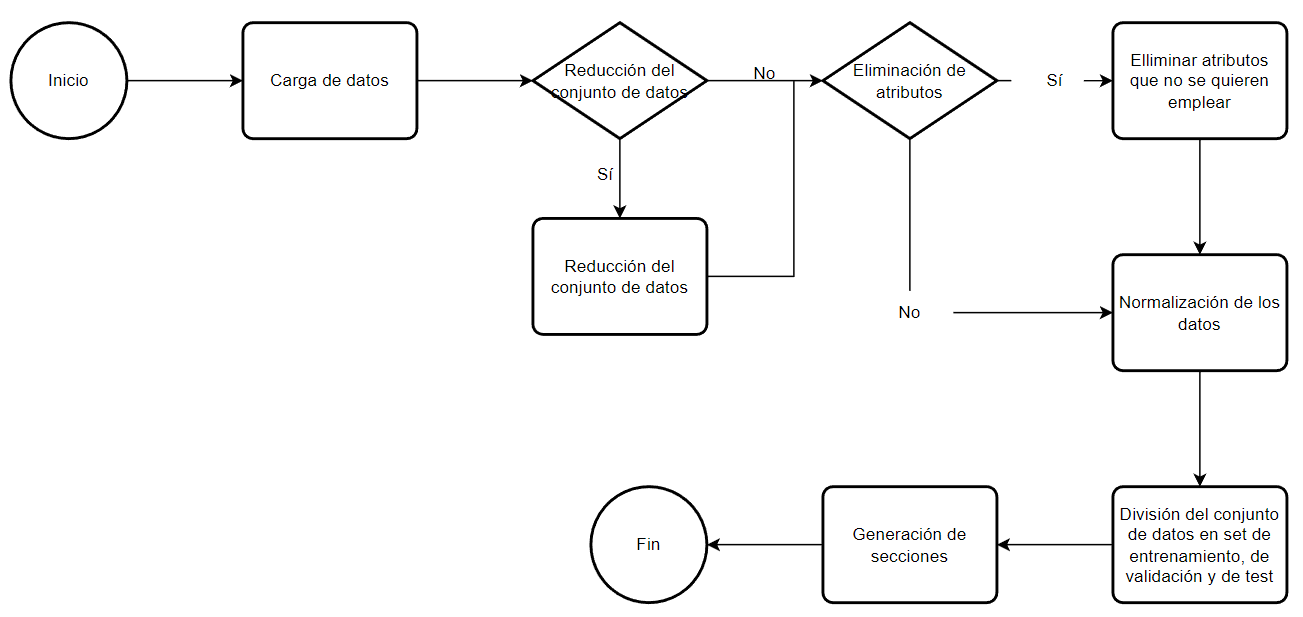 Inicio
Carga de datos
Reducción del
conjunto de datos
No
Eliminación de
atributos
Sí
Elliminar atributos
que no se quieren
emplear
Sí
Reducción del
conjunto de datos
No
Normalización de los
datos
División del conjunto
de datos en set de
entrenamiento, de
validación y de test
Generación de
secciones
Fin